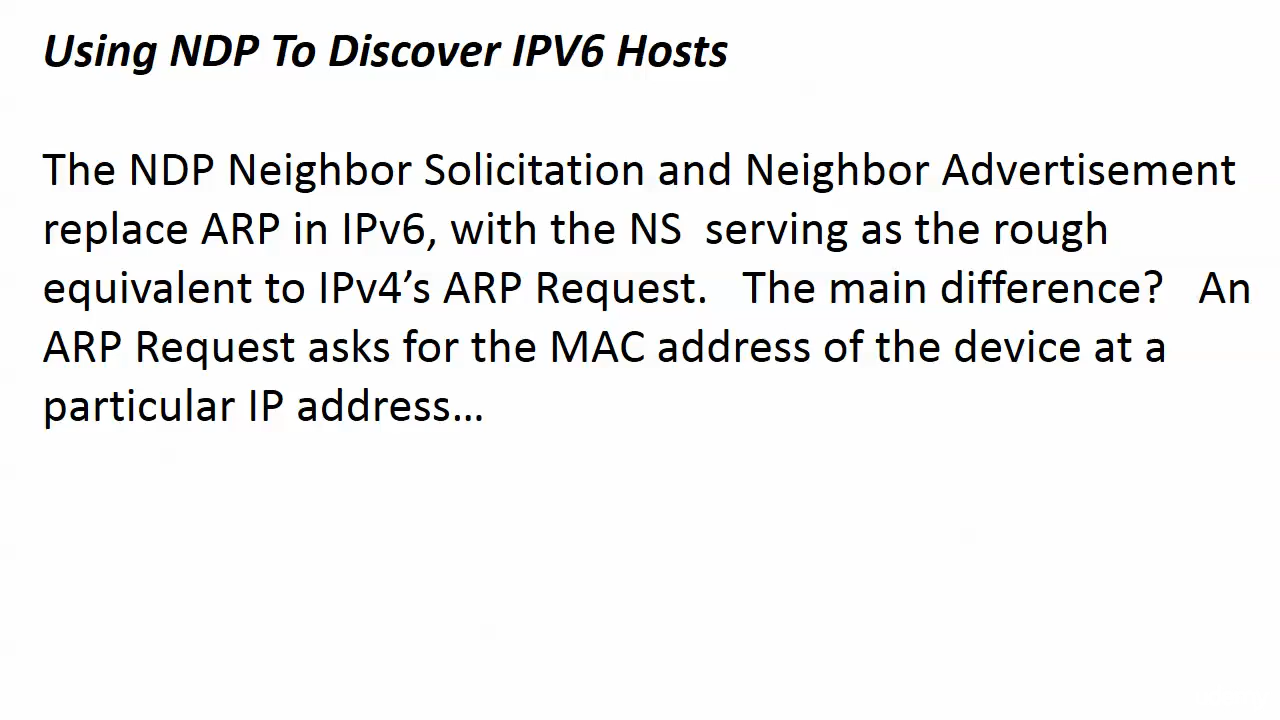 Using NDP To Discover IPV6 Hosts
The NDP Neighbor Solicitation and Neighbor Advertisement
replace ARP in IPv6, with the NS  serving as the rough
equivalent to IPv4’s ARP Request.   The main difference?   An
ARP Request asks for the MAC address of the device at a
particular IP address…